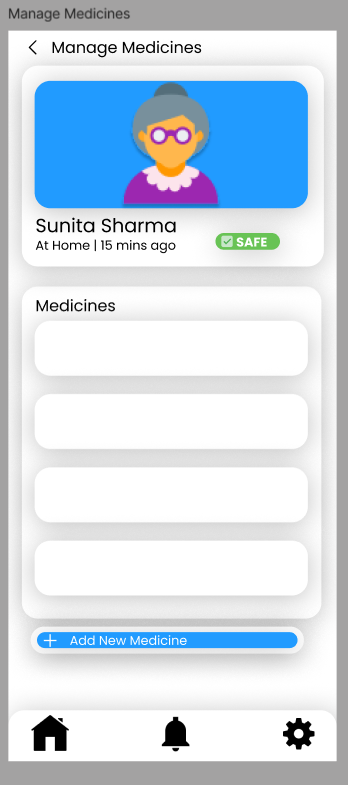 Manage Medicines
Manage Medicines
Sunita Sharma
At Home | 15 mins ago
SAFE
Medicines
Add New Medicine